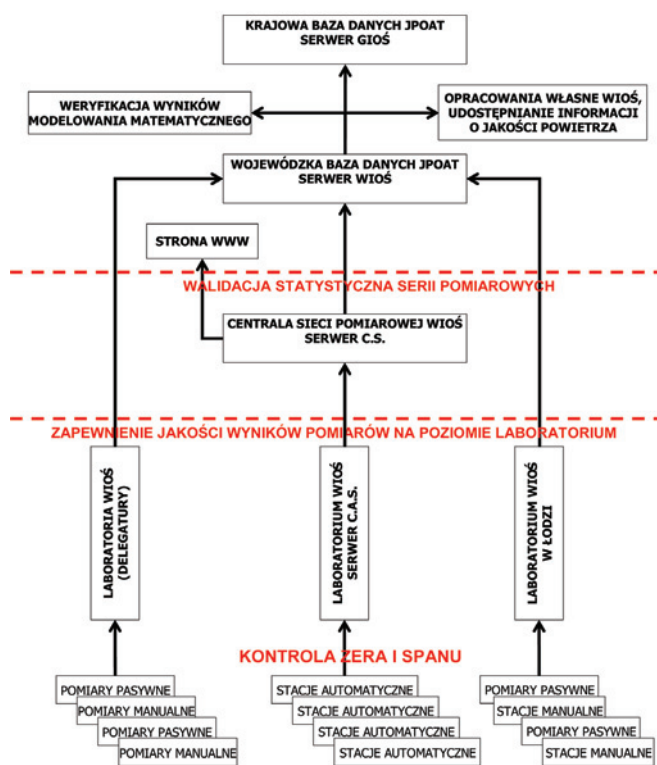 KRAJOWA BAZA DANYCH JPOAT
SERWER GIOŚ
WERYFIKACJA WYNIKÓW
MODELOWANIA MATEMATYCZNEGO
OPRACOWANIA WŁASNE WIOŚ,
UDOSTĘPNIANIE INFORMACJI
O JAKOŚCI POWIETRZA
WOJEWÓDZKA BAZA DANYCH JPOAT
SERWER WIOŚ
STRONA WWW
WALIDACJA STATYSTYCZNA SERII POMIAROWYCH
CENTRALA SIECI POMIAROWEJ WIOŚ
SERWER C.S.
ZAPEWNIENIE JAKOŚCI WYNIKÓW POMIARÓW NA POZIOMIE LABORATORIUM
LABORATORIA WIOŚ
(DELEGATURY)
LABORATORIUM WIOŚ
SERWER C.A.S.
LABORATORIUM WIOŚ
W ŁODZI
KONTROLA ZERA I SPANU
POMIARY PASYWNE
POMIARY MANUALNE
POMIARY PASYWNE
POMIARY MANUALNE
STACJE AUTOMATYCZNE
STACJE AUTOMATYCZNE
STACJE AUTOMATYCZNE
STACJE AUTOMATYCZNE
POMIARY PASYWNE
STACJE MANUALNE
POMIARY PASYWNE
STACJE MANUALNE